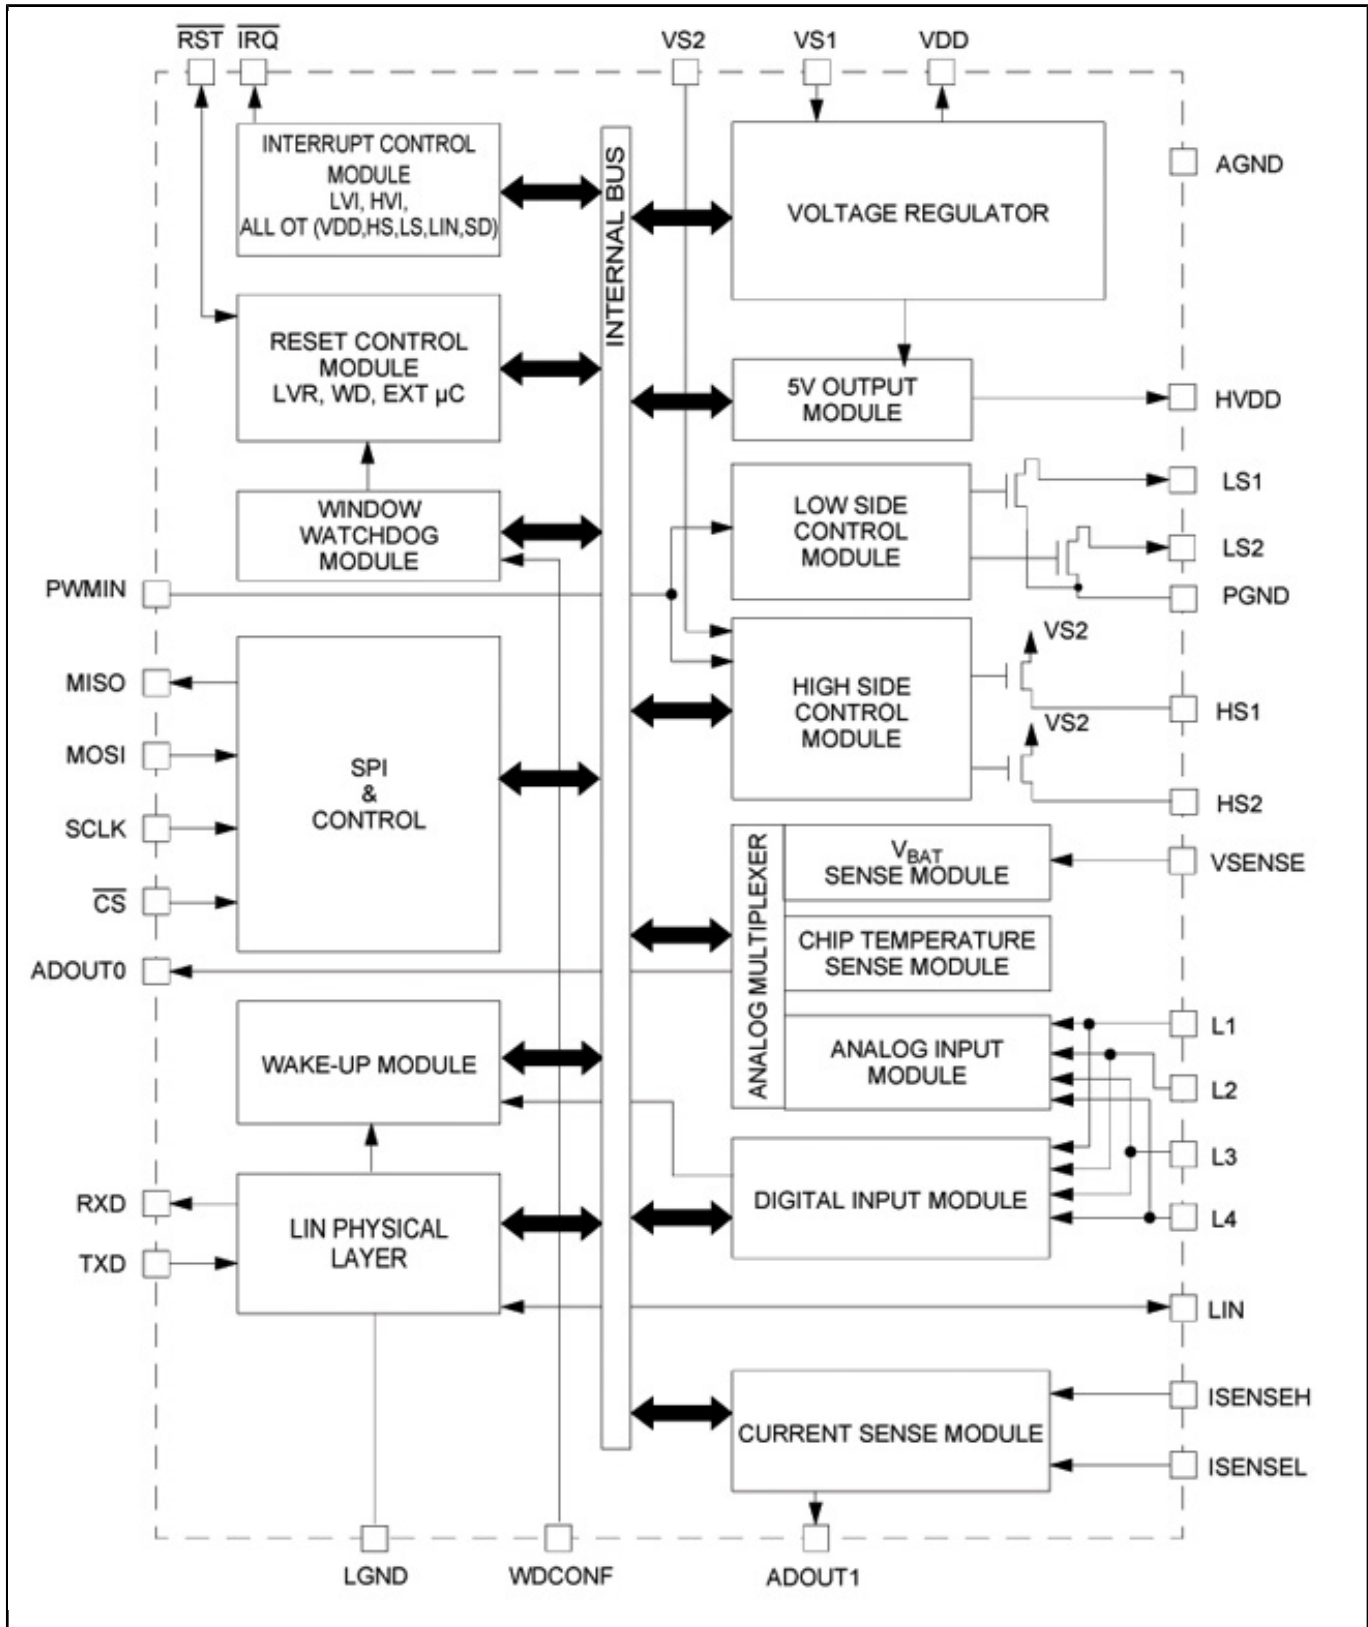 RST
IRQ
VS2
VS1
VDD
INTERRUPT CONTROL
MODULE
LVI, HVI,
ALL OT (VDD,HS,LS,LIN,SD)
INTERNAL BUS
VOLTAGE REGULATOR
AGND
RESET CONTROL
MODULE
LVR, WD, EXT µC
5V OUTPUT
MODULE
HVDD
WINDOW
WATCHDOG
MODULE
LOW SIDE
CONTROL
MODULE
LS1
LS2
PGND
PWMIN
HIGH SIDE
CONTROL
MODULE
VS2
HS1
VS2
HS2
MISO
MOSI
SCLK
CS
SPI
&
CONTROL
ANALOG MULTIPLEXER
VBAT
SENSE MODULE
VSENSE
CHIP TEMPERATURE
SENSE MODULE
ADOUT0
ANALOG INPUT
MODULE
L1
L2
L3
L4
WAKE-UP MODULE
DIGITAL INPUT MODULE
RXD
TXD
LIN PHYSICAL
LAYER
LIN
CURRENT SENSE MODULE
ISENSEH
ISENSEL
LGND
WDCONF
ADOUT1